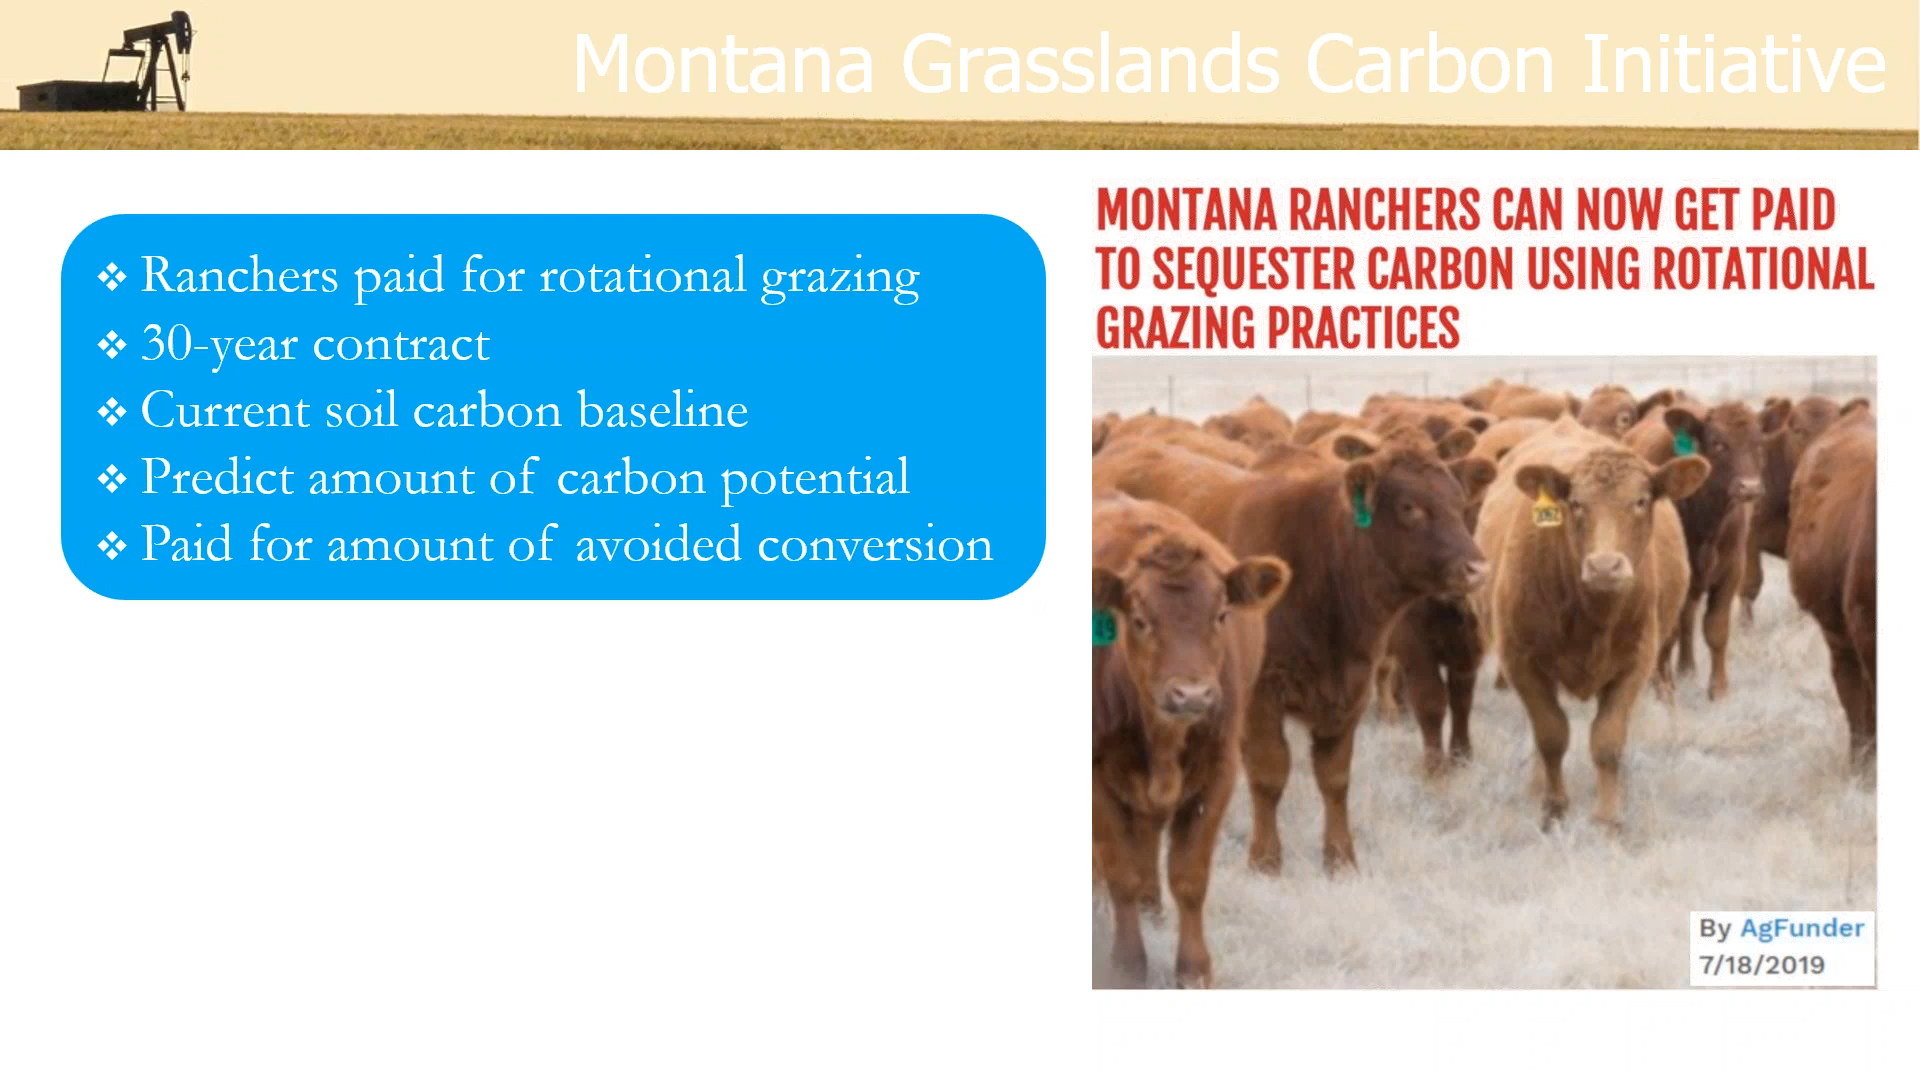 Montana Grasslands Carbon Initiative
❖ Ranchers paid for rotational grazing
❖ 30-year contract
❖ Current soil carbon baseline
❖ Predict amount of carbon potential
❖ Paid for amount of avoided conversion
MONTANA RANCHERS CAN NOW GET PAID
TO SEQUESTER CARBON USING ROTATIONAL
GRAZING PRACTICES
49
By AgFunder
7/18/2019